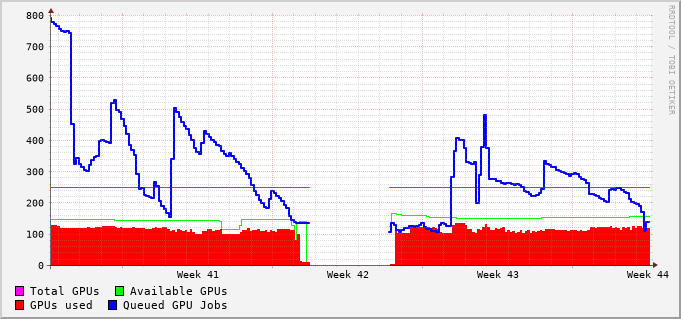 800
700
600
500
400
300
200
100
0
Week 41 Week 42 Week 43 Week 44
Total GPUs Available GPUs
GPUs used Queued GPU Jobs
RRDTOOL / TOBI OETIKER